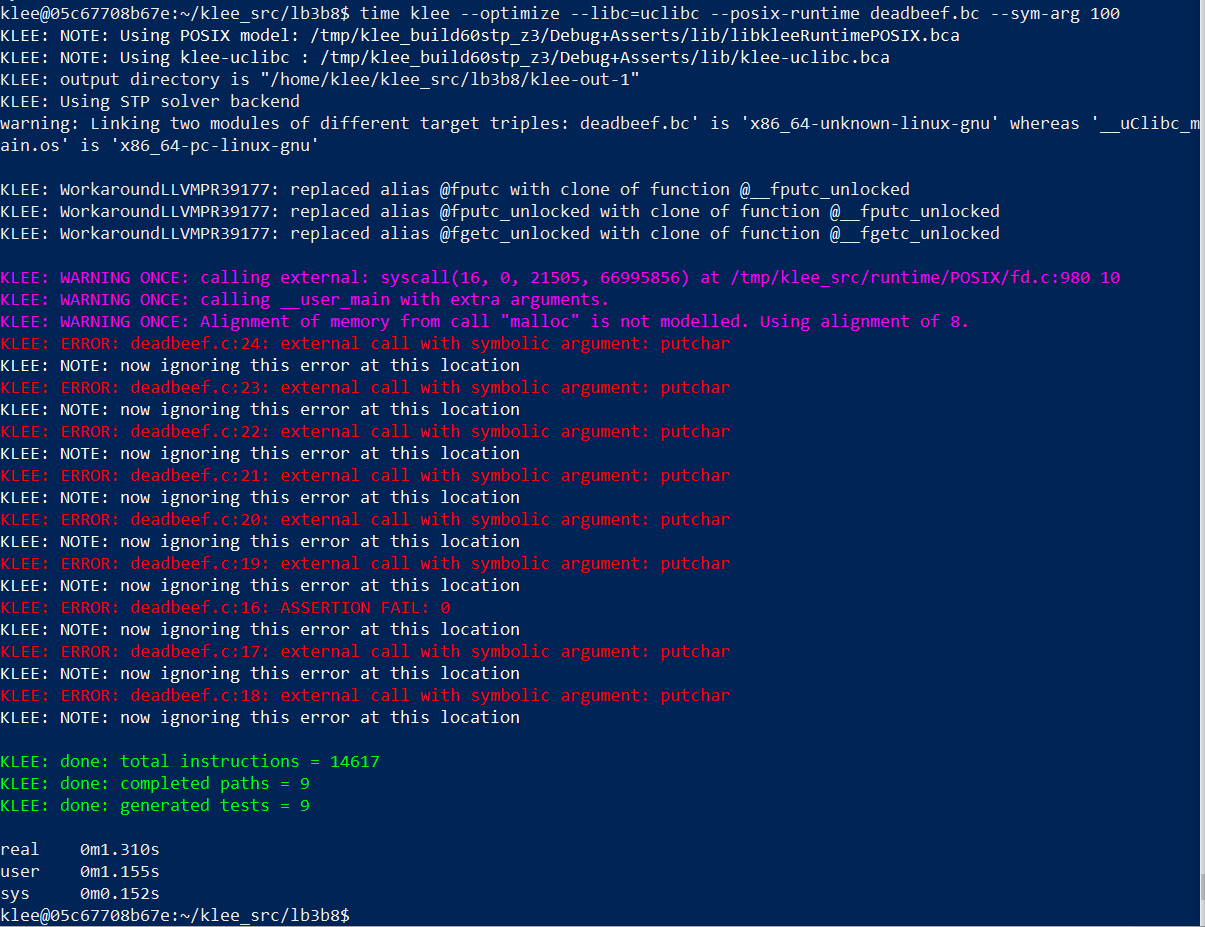 klee@05c67708b67e:~/klee_src/lb3b8$ time klee --optimize --libc=uclibc --posix-runtime deadbeef.bc --sym-arg 100
KLEE: NOTE: Using POSIX model: /tmp/klee_build60stp_z3/Debug+Asserts/lib/libkleeRuntimePOSIX.bca
KLEE: NOTE: Using klee-uclibc : /tmp/klee_build60stp_z3/Debug+Asserts/lib/klee-uclibc.bca
KLEE: output directory is "/home/klee/klee_src/lb3b8/klee-out-1"
KLEE: Using STP solver backend
warning: Linking two modules of different target triples: deadbeef.bc' is 'x86_64-unknown-linux-gnu' whereas '__uClibc_m
ain.os' is 'x86_64-pc-linux-gnu'
KLEE: WorkaroundLLVMPR39177: replaced alias @fputc with clone of function @__fputc_unlocked
KLEE: WorkaroundLLVMPR39177: replaced alias @fputc_unlocked with clone of function @__fputc_unlocked
KLEE: WorkaroundLLVMPR39177: replaced alias @fgetc_unlocked with clone of function @__fgetc_unlocked
KLEE: WARNING ONCE: calling external: syscall(16, 0, 21505, 66995856) at /tmp/klee_src/runtime/POSIX/fd.c:980 10
KLEE: WARNING ONCE: calling __user_main with extra arguments.
KLEE: WARNING ONCE: Alignment of memory from call "malloc" is not modelled. Using alignment of 8.
KLEE: ERROR: deadbeef.c:24: external call with symbolic argument: putchar
KLEE: NOTE: now ignoring this error at this location
KLEE: ERROR: deadbeef.c:23: external call with symbolic argument: putchar
KLEE: NOTE: now ignoring this error at this location
KLEE: ERROR: deadbeef.c:22: external call with symbolic argument: putchar
KLEE: NOTE: now ignoring this error at this location
KLEE: ERROR: deadbeef.c:21: external call with symbolic argument: putchar
KLEE: NOTE: now ignoring this error at this location
KLEE: ERROR: deadbeef.c:20: external call with symbolic argument: putchar
KLEE: NOTE: now ignoring this error at this location
KLEE: ERROR: deadbeef.c:19: external call with symbolic argument: putchar
KLEE: NOTE: now ignoring this error at this location
KLEE: ERROR: deadbeef.c:16: ASSERTION FAIL: 0
KLEE: NOTE: now ignoring this error at this location
KLEE: ERROR: deadbeef.c:17: external call with symbolic argument: putchar
KLEE: NOTE: now ignoring this error at this location
KLEE: ERROR: deadbeef.c:18: external call with symbolic argument: putchar
KLEE: NOTE: now ignoring this error at this location
KLEE: done: total instructions = 14617
KLEE: done: completed paths = 9
KLEE: done: generated tests = 9
real 0m1.310s
user 0m1.155s
sys 0m0.152s
klee@05c67708b67e:~/klee_src/lb3b8$